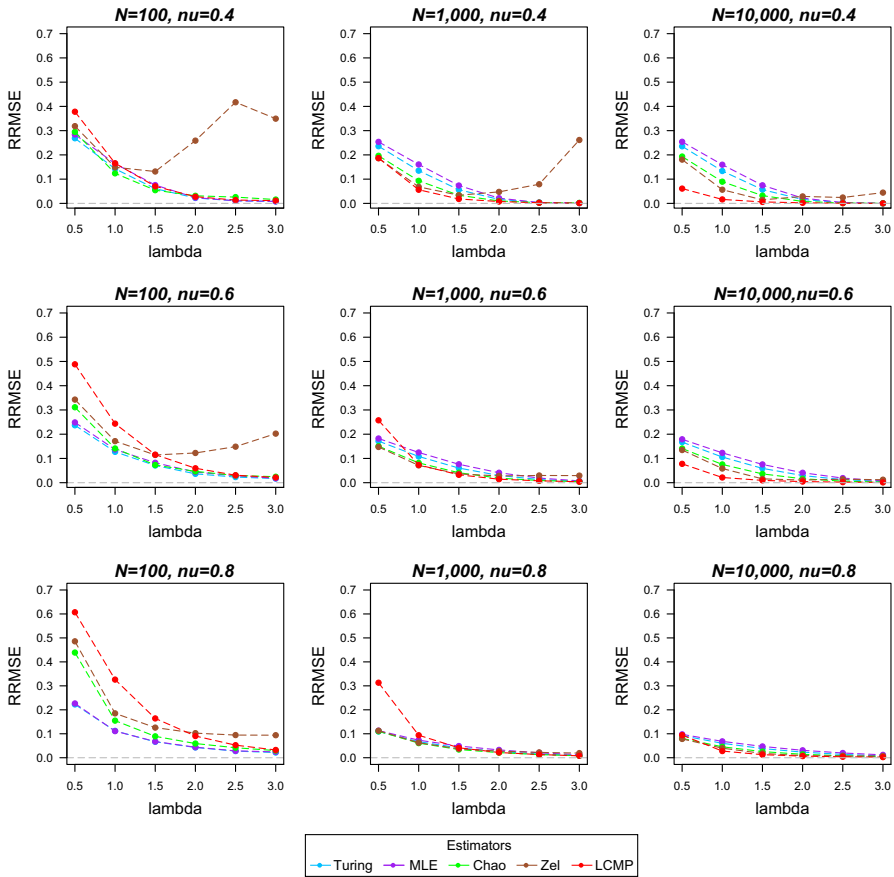 N=100, nu=0.4
N=1,000, nu=0.4
N=10,000, nu=0.4
RRMSE
0.7
0.6
0.5
0.4
0.3
0.2
0.1
0.0
0.5 1.0 1.5 2.0 2.5 3.0
lambda
RRMSE
0.7
0.6
0.5
0.4
0.3
0.2
0.1
0.0
0.5 1.0 1.5 2.0 2.5 3.0
lambda
RRMSE
0.7
0.6
0.5
0.4
0.3
0.2
0.1
0.0
0.5 1.0 1.5 2.0 2.5 3.0
lambda
N=100, nu=0.6
N=1,000, nu=0.6
N=10,000,nu=0.6
RRMSE
0.7
0.6
0.5
0.4
0.3
0.2
0.1
0.0
0.5 1.0 1.5 2.0 2.5 3.0
lambda
RRMSE
0.7
0.6
0.5
0.4
0.3
0.2
0.1
0.0
0.5 1.0 1.5 2.0 2.5 3.0
lambda
RRMSE
0.7
0.6
0.5
0.4
0.3
0.2
0.1
0.0
0.5 1.0 1.5 2.0 2.5 3.0
lambda
N=100, nu=0.8
N=1,000, nu=0.8
N=10,000, nu=0.8
RRMSE
0.7
0.6
0.5
0.4
0.3
0.2
0.1
0.0
0.5 1.0 1.5 2.0 2.5 3.0
lambda
RRMSE
0.7
0.6
0.5
0.4
0.3
0.2
0.1
0.0
0.5 1.0 1.5 2.0 2.5 3.0
lambda
RRMSE
0.7
0.6
0.5
0.4
0.3
0.2
0.1
0.0
0.5 1.0 1.5 2.0 2.5 3.0
lambda
Estimators
Turing MLE Chao Zel LCMP